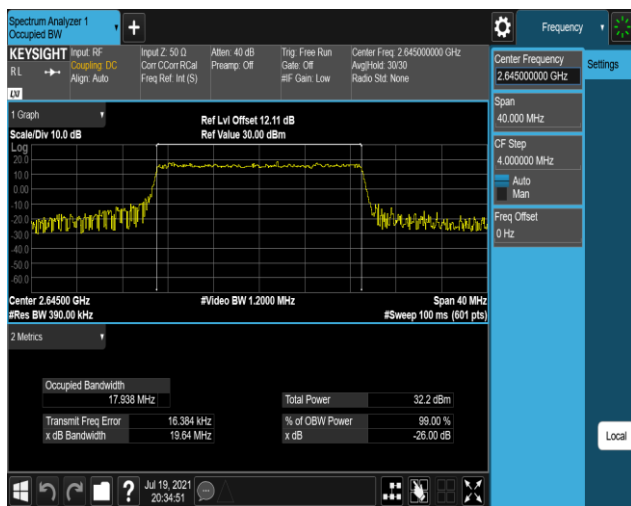 Spectrum Analyzer 1
Occupied BW
+
Frequency
KEYSIGHT
RL
LXI
Input: RF
Coupling: DC
Align: Auto
Input Z: 50 Ω
Corr CCorr RCal
Freq Ref: Int (S)
Atten: 40 dB
Preamp: Off
Trig: Free Run
Gate: Off
#IF Gain: Low
Center Freq: 2.645000000 GHz
Avg|Hold: 30/30
Radio Std: None
Center Frequency
2.645000000 GHz
Settings
Span
40.000 MHz
CF Step
4.000000 MHz
Auto
Man
Freq Offset
0 Hz
1 Graph
Scale/Div 10.0 dB
Ref Lvl Offset 12.11 dB
Ref Value 30.00 dBm
Log
20.0
10.0
0.00
-10.0
-20.0
-30.0
-40.0
-50.0
-60.0
Center 2.64500 GHz
#Res BW 390.00 kHz
#Video BW 1.2000 MHz
Span 40 MHz
#Sweep 100 ms (601 pts)
2 Metrics
Occupied Bandwidth
17.938 MHz
Total Power 32.2 dBm
Transmit Freq Error 16.384 kHz
% of OBW Power 99.00 %
x dB Bandwidth 19.64 MHz
x dB -26.00 dB
Local
?
Jul 19, 2021
20:34:51